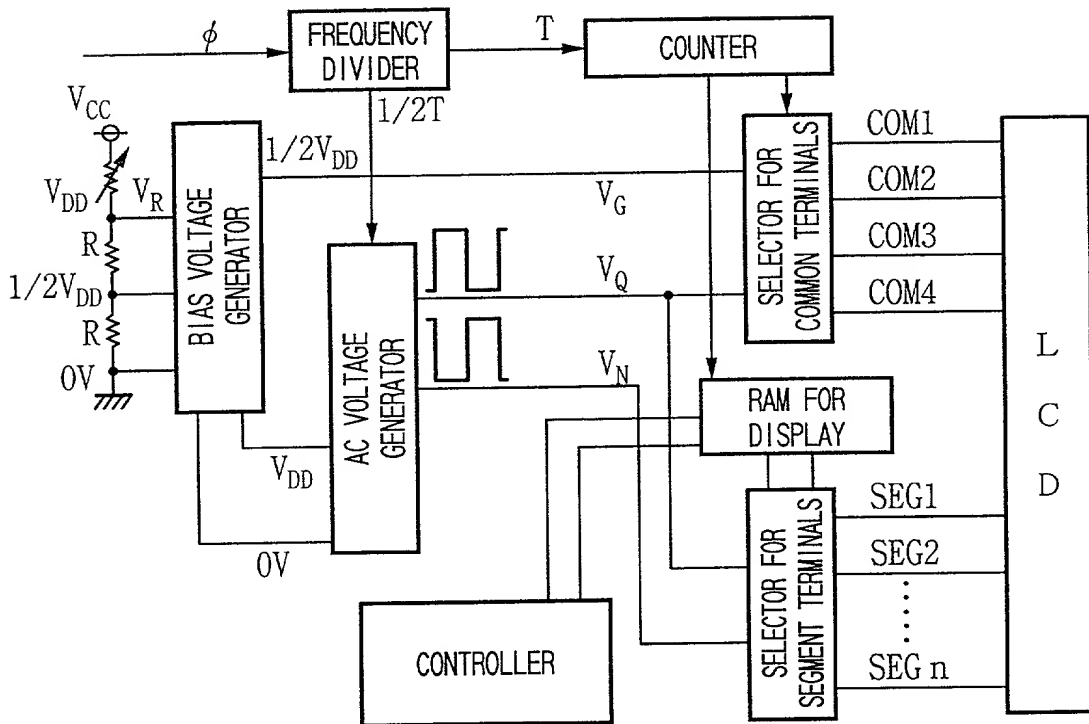 ϕ
FREQUENCY
DIVIDER
T
COUNTER
1/2T
V_CC
V_DD
V_R
R
1/2V_DD
R
0V
BIAS VOLTAGE
GENERATOR
1/2V_DD
V_G
V_DD
0V
AC VOLTAGE
GENERATOR
V_Q
V_N
SELECTOR FOR
COMMON TERMINALS
COM1
COM2
COM3
COM4
RAM FOR
DISPLAY
SELECTOR FOR
SEGMENT TERMINALS
SEG1
SEG2
SEG n
CONTROLLER
L
C
D